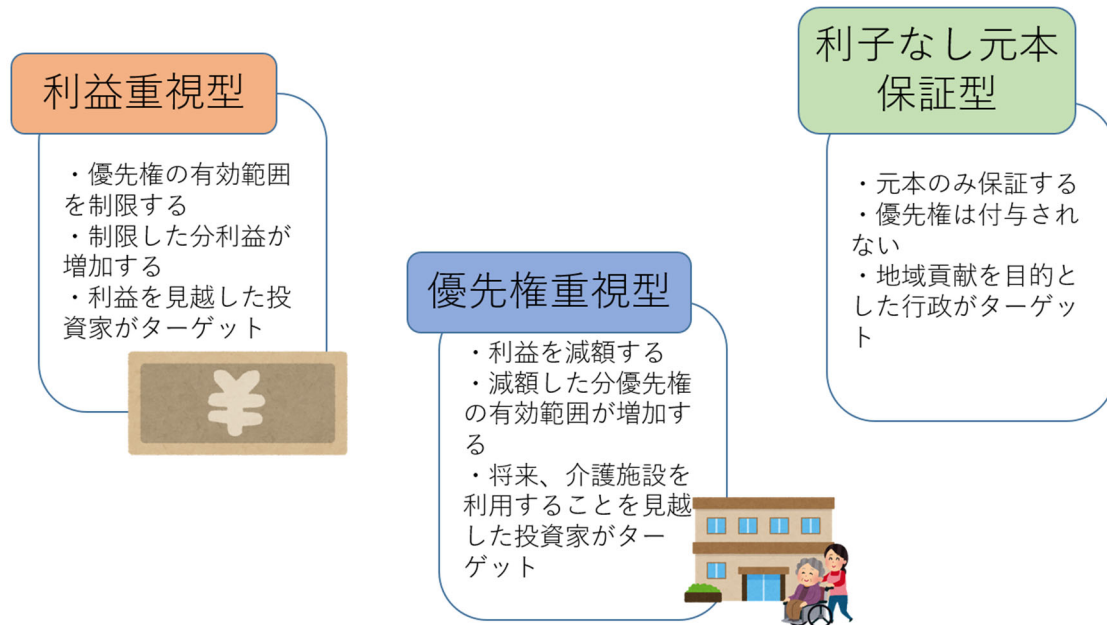 利益重視型
・優先権の有効範囲
を制限する
・制限した分利益が
増加する
・利益を見越した投
資家がターゲット
¥
優先権重視型
・利益を減額する
・減額した分優先権
の有効範囲が増加す
る
・将来、介護施設を
利用することを見越
した投資家がター
ゲット
利子なし元本
保証型
・元本のみ保証する
・優先権は付与され
ない
・地域貢献を目的と
した行政がターゲッ
ト